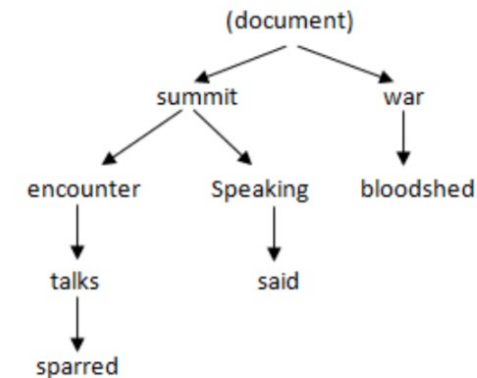 (document)
summit war
encounter Speaking bloodshed
talks said
sparred